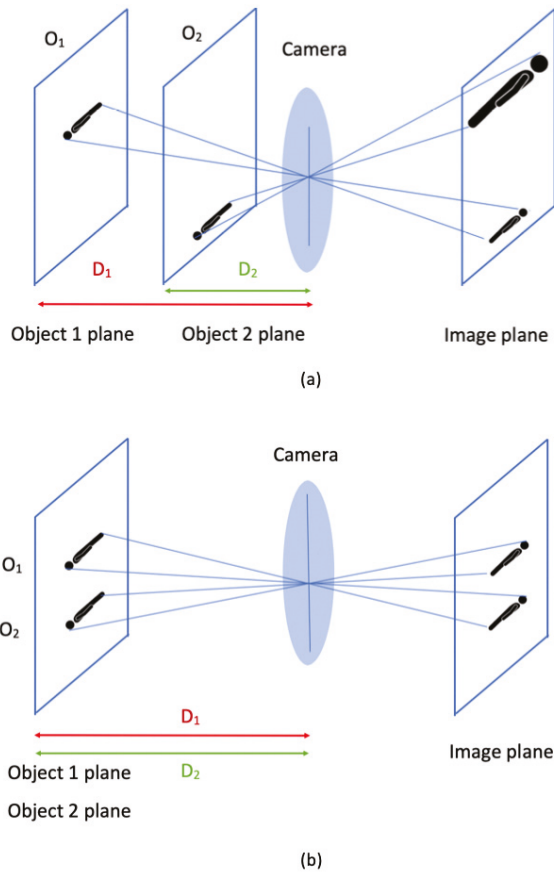 O₁
O₂
Camera
D₁
D₂
Object 1 plane
Object 2 plane
Image plane
(a)
Camera
O₁
O₂
D₁
Image plane
D₂
Object 1 plane
Object 2 plane
(b)